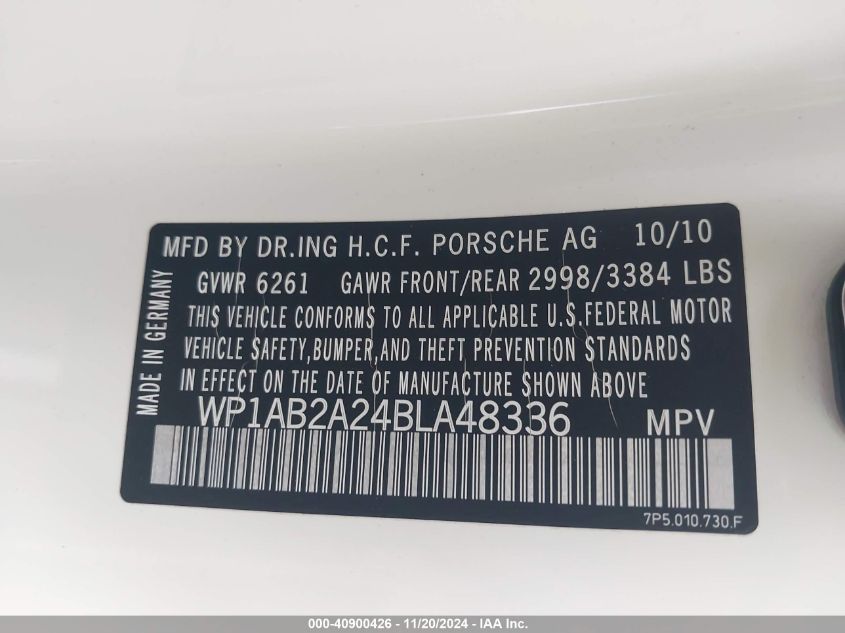 MFD BY DR.ING H.C.F. PORSCHE AG 10/10
GVWR 6261 GAWR FRONT/REAR 2998/3384 LBS
THIS VEHICLE CONFORMS TO ALL APPLICABLE U.S.FEDERAL MOTOR
VEHICLE SAFETY,BUMPER,AND THEFT PREVENTION STANDARDS
IN EFFECT ON THE DATE OF MANUFACTURE SHOWN ABOVE
WP1AB2A24BLA48336 MPV
MADE IN GERMANY
7P5.010.730.F
000-40900426 - 11/20/2024 - IAA Inc.